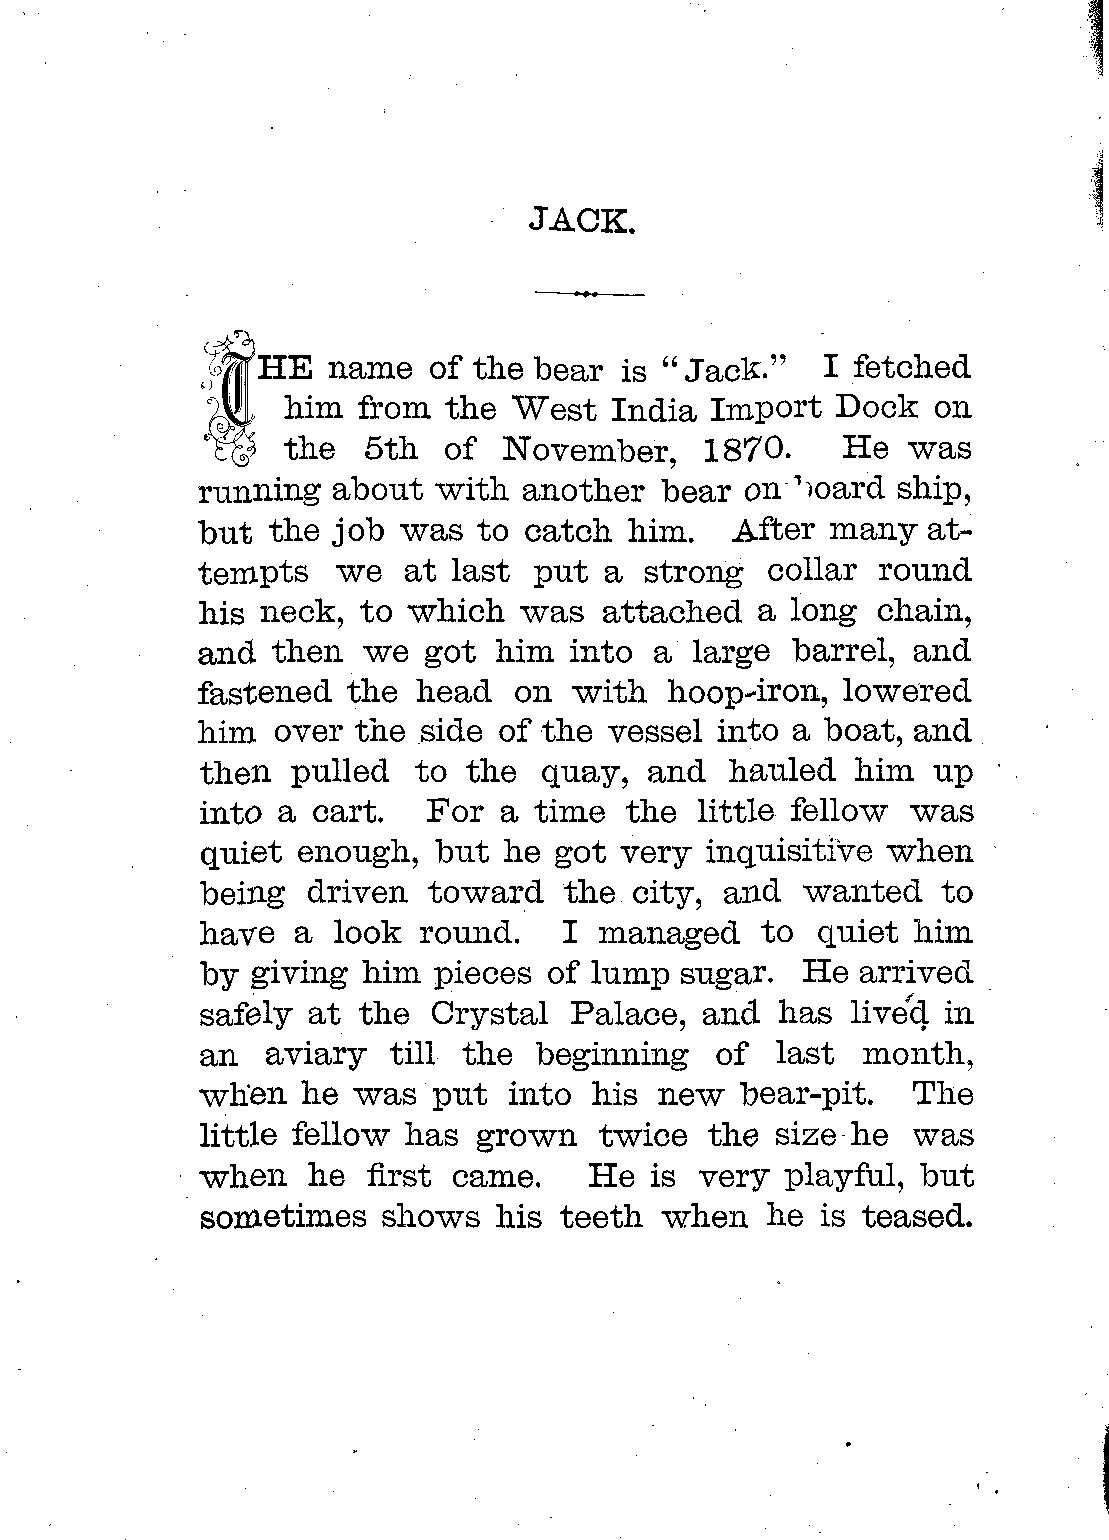 JACK.
THE name of the bear is “Jack.” I fetched
him from the West India Import Dock on
the 5th of November, 1870. He was
running about with another bear on board ship,
but the job was to catch him. After many at-
tempts we at last put a strong collar round
his neck, to which was attached a long chain,
and then we got him into a large barrel, and
fastened the head on with hoop-iron, lowered
him over the side of the vessel into a boat, and
then pulled to the quay, and hauled him up
into a cart. For a time the little fellow was
quiet enough, but he got very inquisitive when
being driven toward the city, and wanted to
have a look round. I managed to quiet him
by giving him pieces of lump sugar. He arrived
safely at the Crystal Palace, and has lived in
an aviary till the beginning of last month,
when he was put into his new bear-pit. The
little fellow has grown twice the size he was
when he first came. He is very playful, but
sometimes shows his teeth when he is teased.